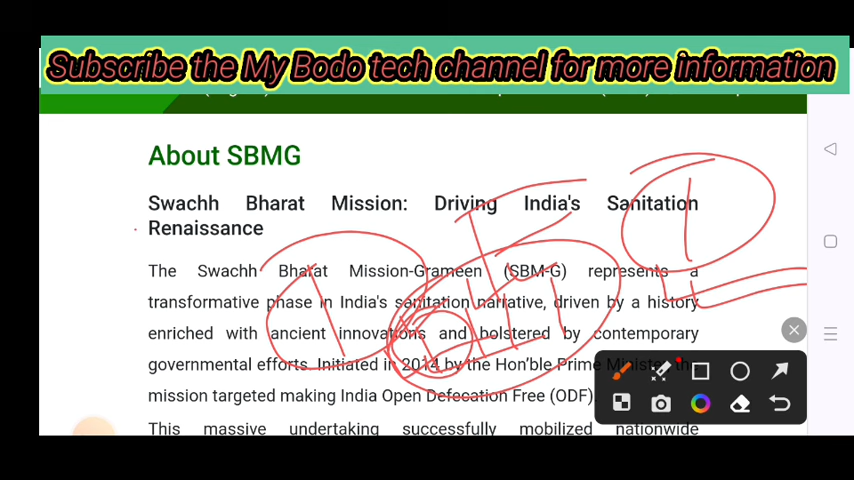 Subscribe the My Bodo tech channel for more information
About SBMG
Swachh Bharat Mission: Driving India's Sanitation
Renaissance
The Swachh Bharat Mission-Grameen (SBM-G) represents a
transformative phase in India's sanitation narrative, driven by a history
enriched with ancient innovations and bolstered by contemporary
governmental efforts. Initiated in 2014 by the Hon'ble Prime Minister, the
mission targeted making India Open Defecation Free (ODF)
This massive undertaking successfully mobilized nationwide